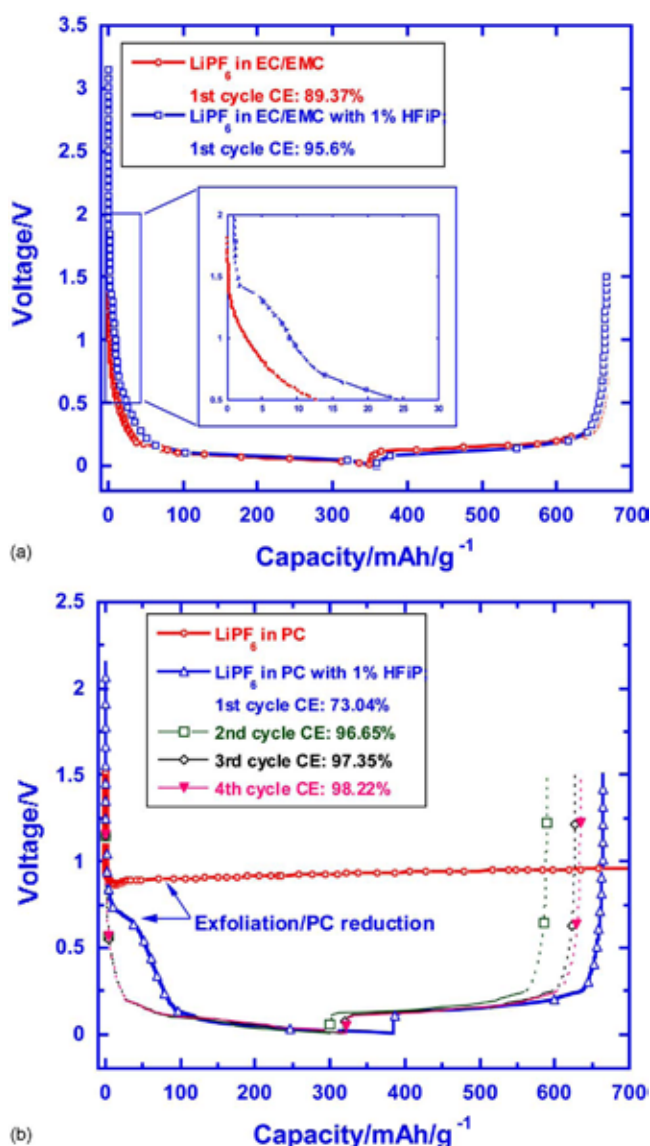 3.5
3
2.5
2
1.5
1
0.5
0
Voltage/V
LiPF6 in EC/EMC
1st cycle CE: 89.37%
LiPF6 in EC/EMC with 1% HFiP:
1st cycle CE: 95.6%
2
1.5
1
0.5
0 5 10 15 20 25 30
0 100 200 300 400 500 600 700
(a)
Capacity/mAh/g-1
2.5
2
1.5
1
0.5
0
Voltage/V
LiPF6 in PC
LiPF6 in PC with 1% HFiP:
1st cycle CE: 73.04%
2nd cycle CE: 96.65%
3rd cycle CE: 97.35%
4th cycle CE: 98.22%
Exfoliation/PC reduction
0 100 200 300 400 500 600 700
(b)
Capacity/mAh/g-1